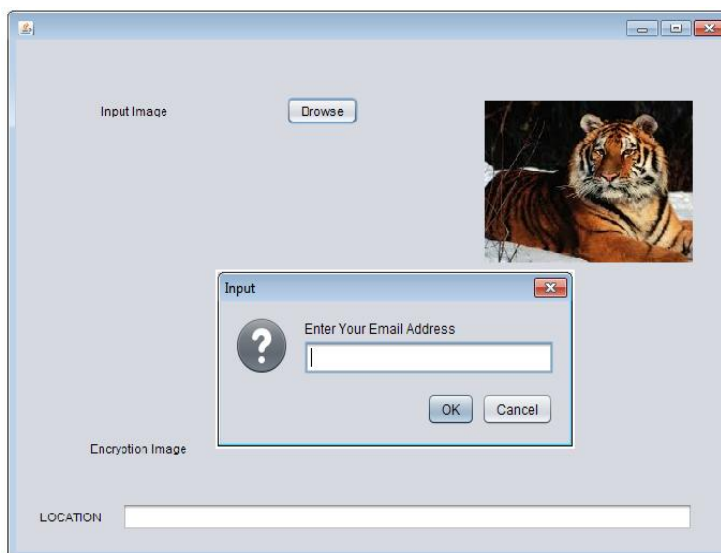 Input Image
Browse
Input
Enter Your Email Address
OK
Cancel
Encryption Image
LOCATION